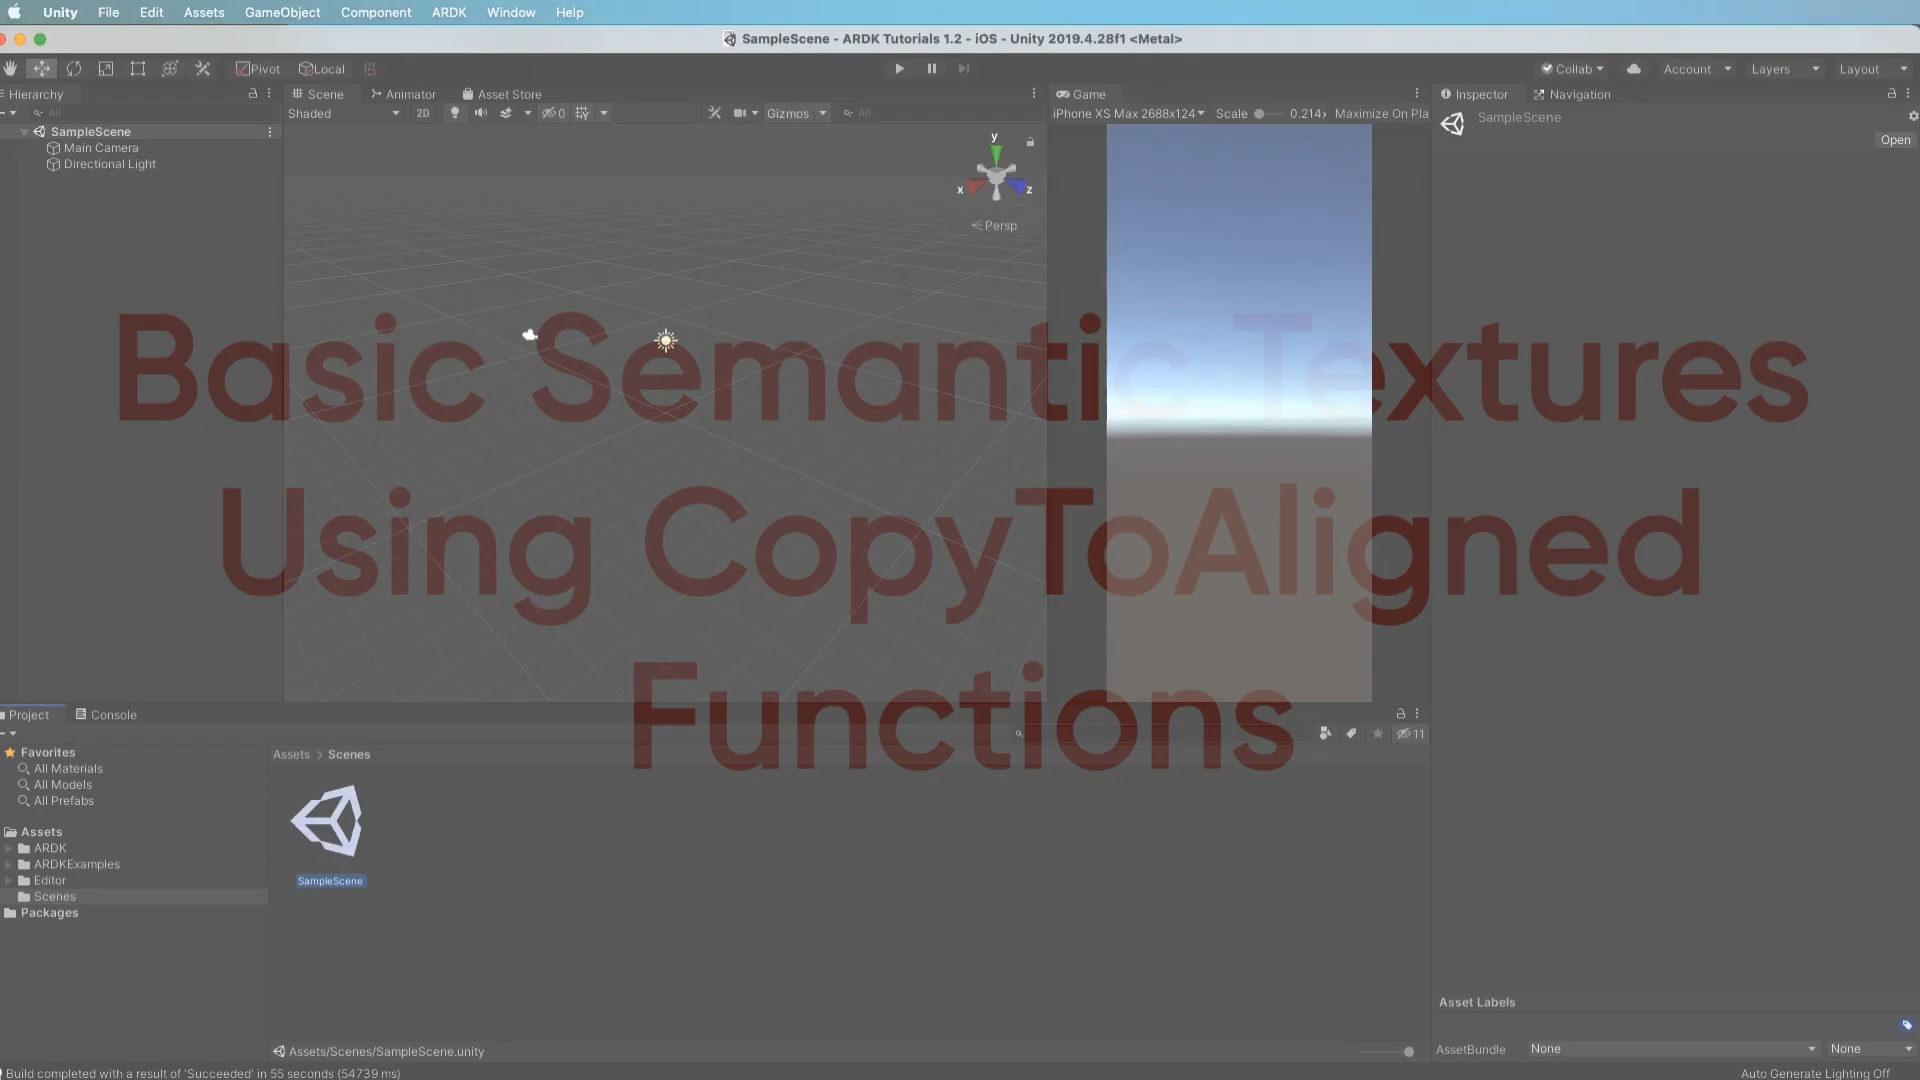 Unity File Edit Assets GameObject Component ARDK Window Help
SampleScene - ARDK Tutorials 1.2 - iOS - Unity 2019.4.28f1 <Metal>
Pivot Local Collab Account Layers Layout
Hierarchy
All
SampleScene
Main Camera
Directional Light
Scene Animator Asset Store
Shaded 2D 0 Gizmos All
y
x z
Persp
Game
iPhone XS Max 2688x124 Scale 0.214x Maximize On Pla
Inspector Navigation
SampleScene
Open
Basic Semantic Textures
Using CopyToAligned
Functions
Project Console
11
Favorites
All Materials
All Models
All Prefabs
Assets
ARDK
ARDKExamples
Editor
Scenes
Packages
Assets > Scenes
SampleScene
Assets/Scenes/SampleScene.unity
Asset Labels
AssetBundle None None
Build completed with a result of 'Succeeded' in 55 seconds (54739 ms)
Auto Generate Lighting Off